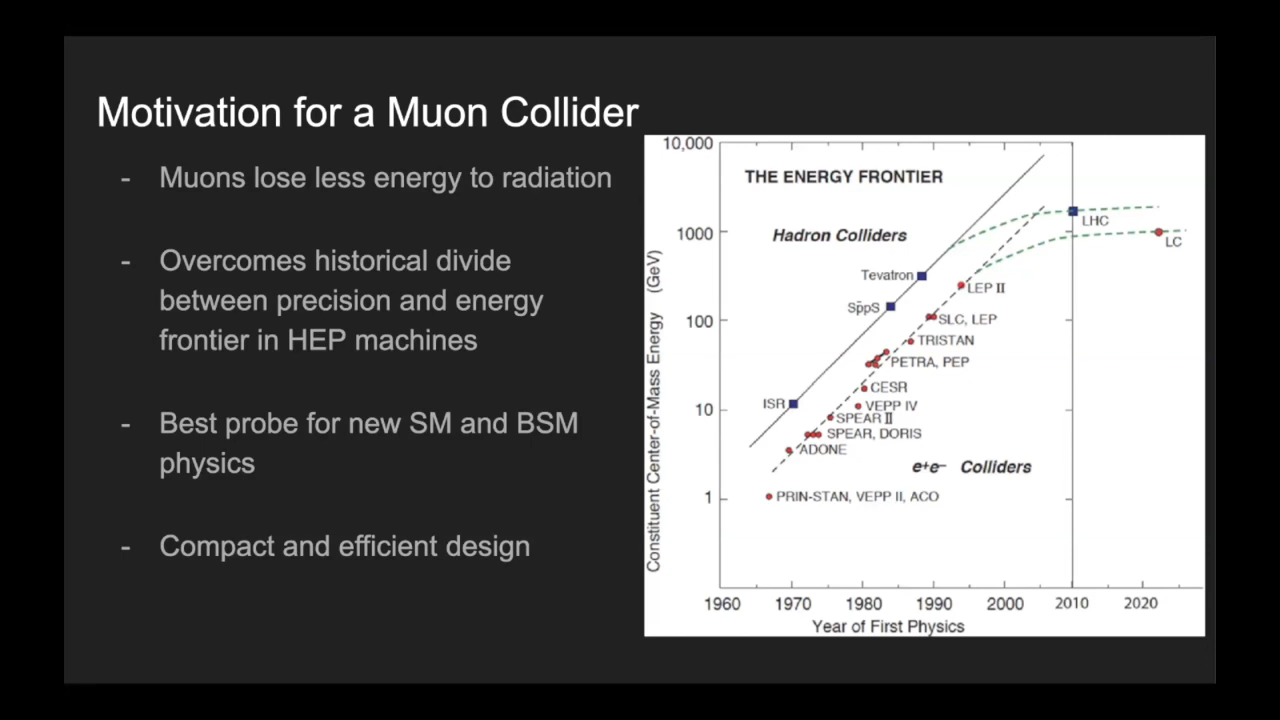 Motivation for a Muon Collider
- Muons lose less energy to radiation
- Overcomes historical divide
between precision and energy
frontier in HEP machines
- Best probe for new SM and BSM
physics
- Compact and efficient design
10,000
THE ENERGY FRONTIER
Hadron Colliders
LHC
1000
LC
Tevatron
LEP II
Sp̄pS
SLC, LEP
100
TRISTAN
PETRA, PEP
CESR
ISR
VEPP IV
10
SPEAR II
SPEAR, DORIS
ADONE
e+e− Colliders
1
PRIN-STAN, VEPP II, ACO
Constituent Center-of-Mass Energy (GeV)
1960 1970 1980 1990 2000 2010 2020
Year of First Physics